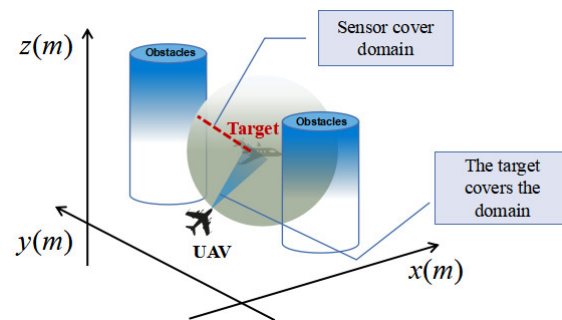 z(m)
Obstacles
Sensor cover
domain
Target
Obstacles
The target
covers the
domain
UAV
y(m)
x(m)